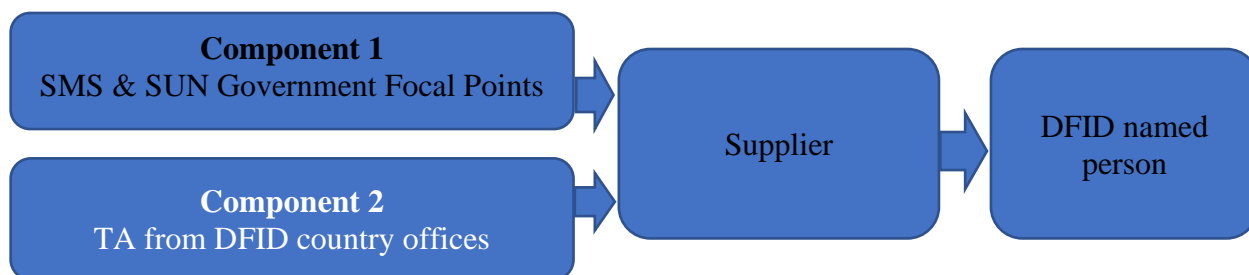 Component 1
SMS & SUN Government Focal Points
Component 2
TA from DFID country offices
Supplier
DFID named
person